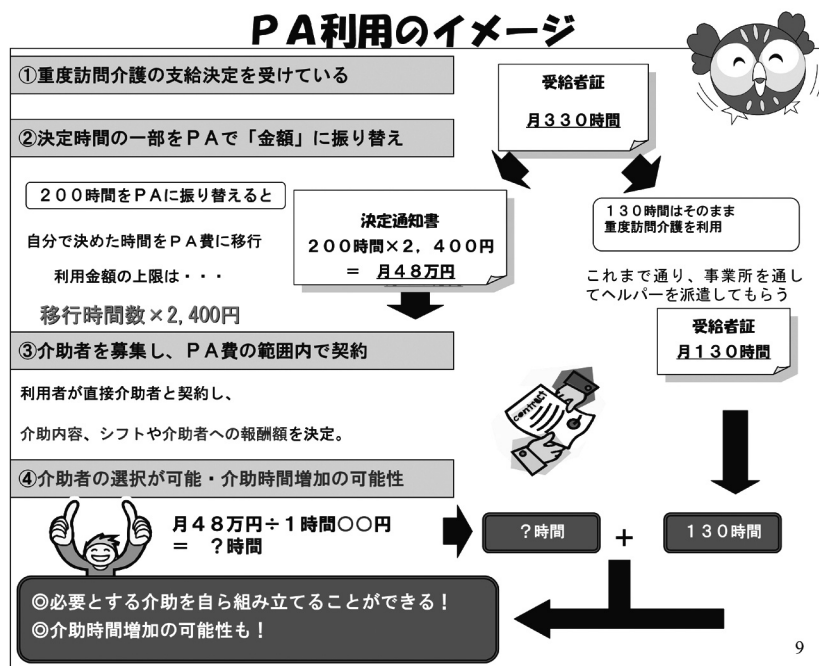 ＰＡ利用のイメージ
①重度訪問介護の支給決定を受けている
受給者証
月３３０時間
②決定時間の一部をＰＡで「金額」に振り替え
２００時間をＰＡに振り替えると
自分で決めた時間をＰＡ費に移行
利用金額の上限は・・・
移行時間数×2,400円
決定通知書
２００時間×２，４００円
＝　月４８万円
１３０時間はそのまま
重度訪問介護を利用
これまで通り、事業所を通し
てヘルパーを派遣してもらう
受給者証
月１３０時間
③介助者を募集し、ＰＡ費の範囲内で契約
利用者が直接介助者と契約し、
介助内容、シフトや介助者への報酬額を決定。
contract
④介助者の選択が可能・介助時間増加の可能性
月４８万円÷１時間〇〇円
＝　？時間
？時間
＋
１３０時間
◎必要とする介助を自ら組み立てることができる！
◎介助時間増加の可能性も！
9